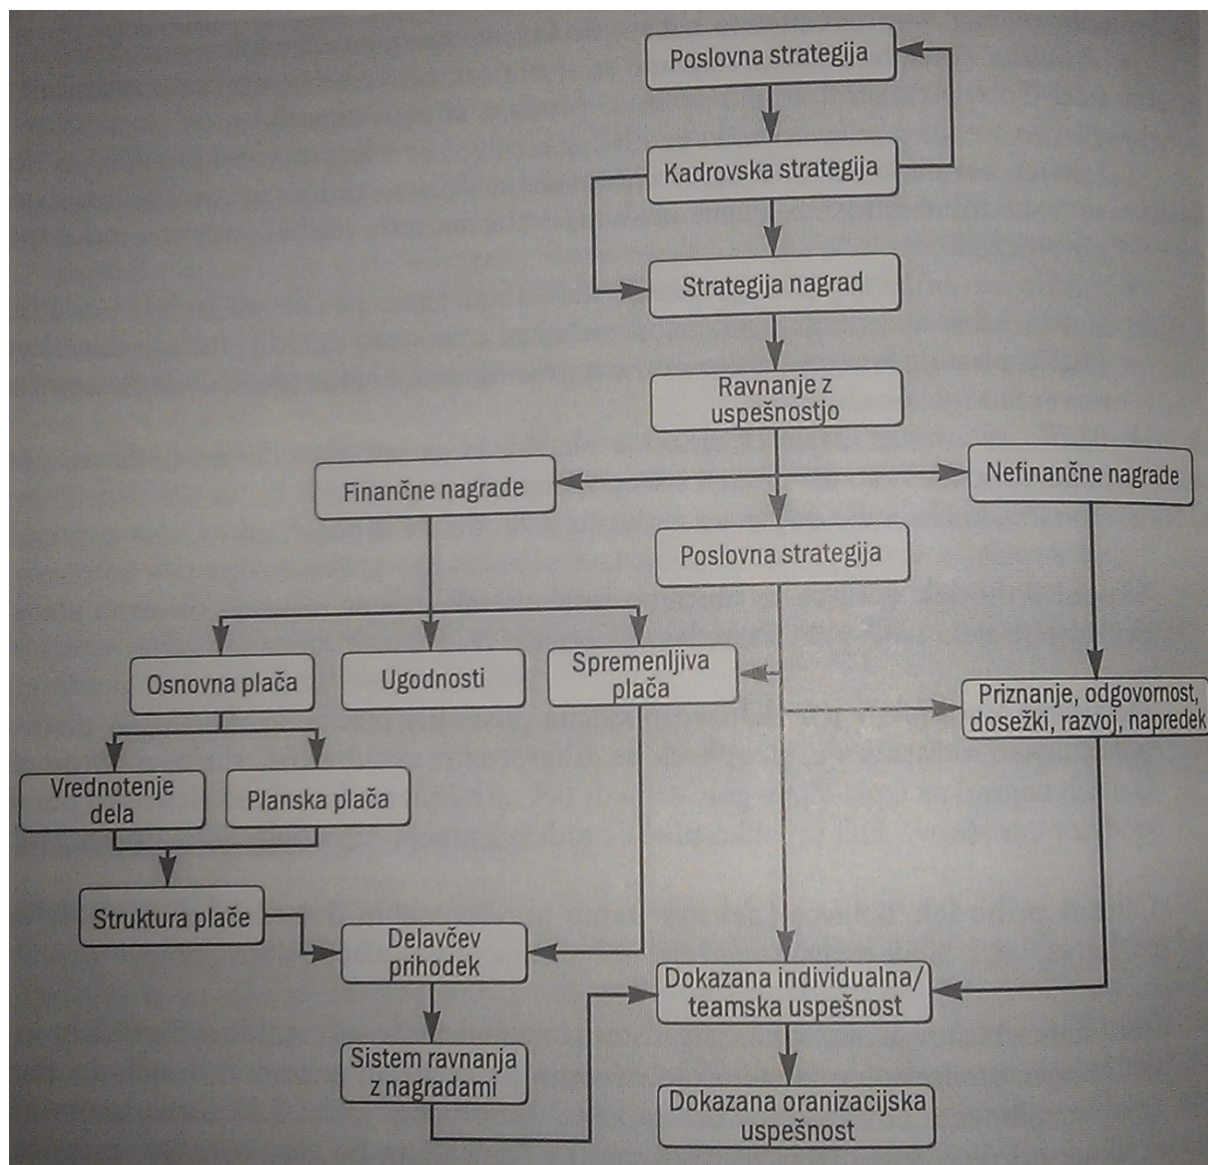 Poslovna strategija
Kadrovska strategija
Strategija nagrad
Ravnanje z
uspešnostjo
Finančne nagrade
Nefinančne nagrade
Poslovna strategija
Osnovna plača
Ugodnosti
Spremenljiva
plača
Priznanje, odgovornost,
dosežki, razvoj, napredek
Vrednotenje
dela
Planska plača
Struktura plače
Delavčev
prihodek
Dokazana individualna/
teamska uspešnost
Sistem ravnanja
z nagradami
Dokazana oranizacijska
uspešnost